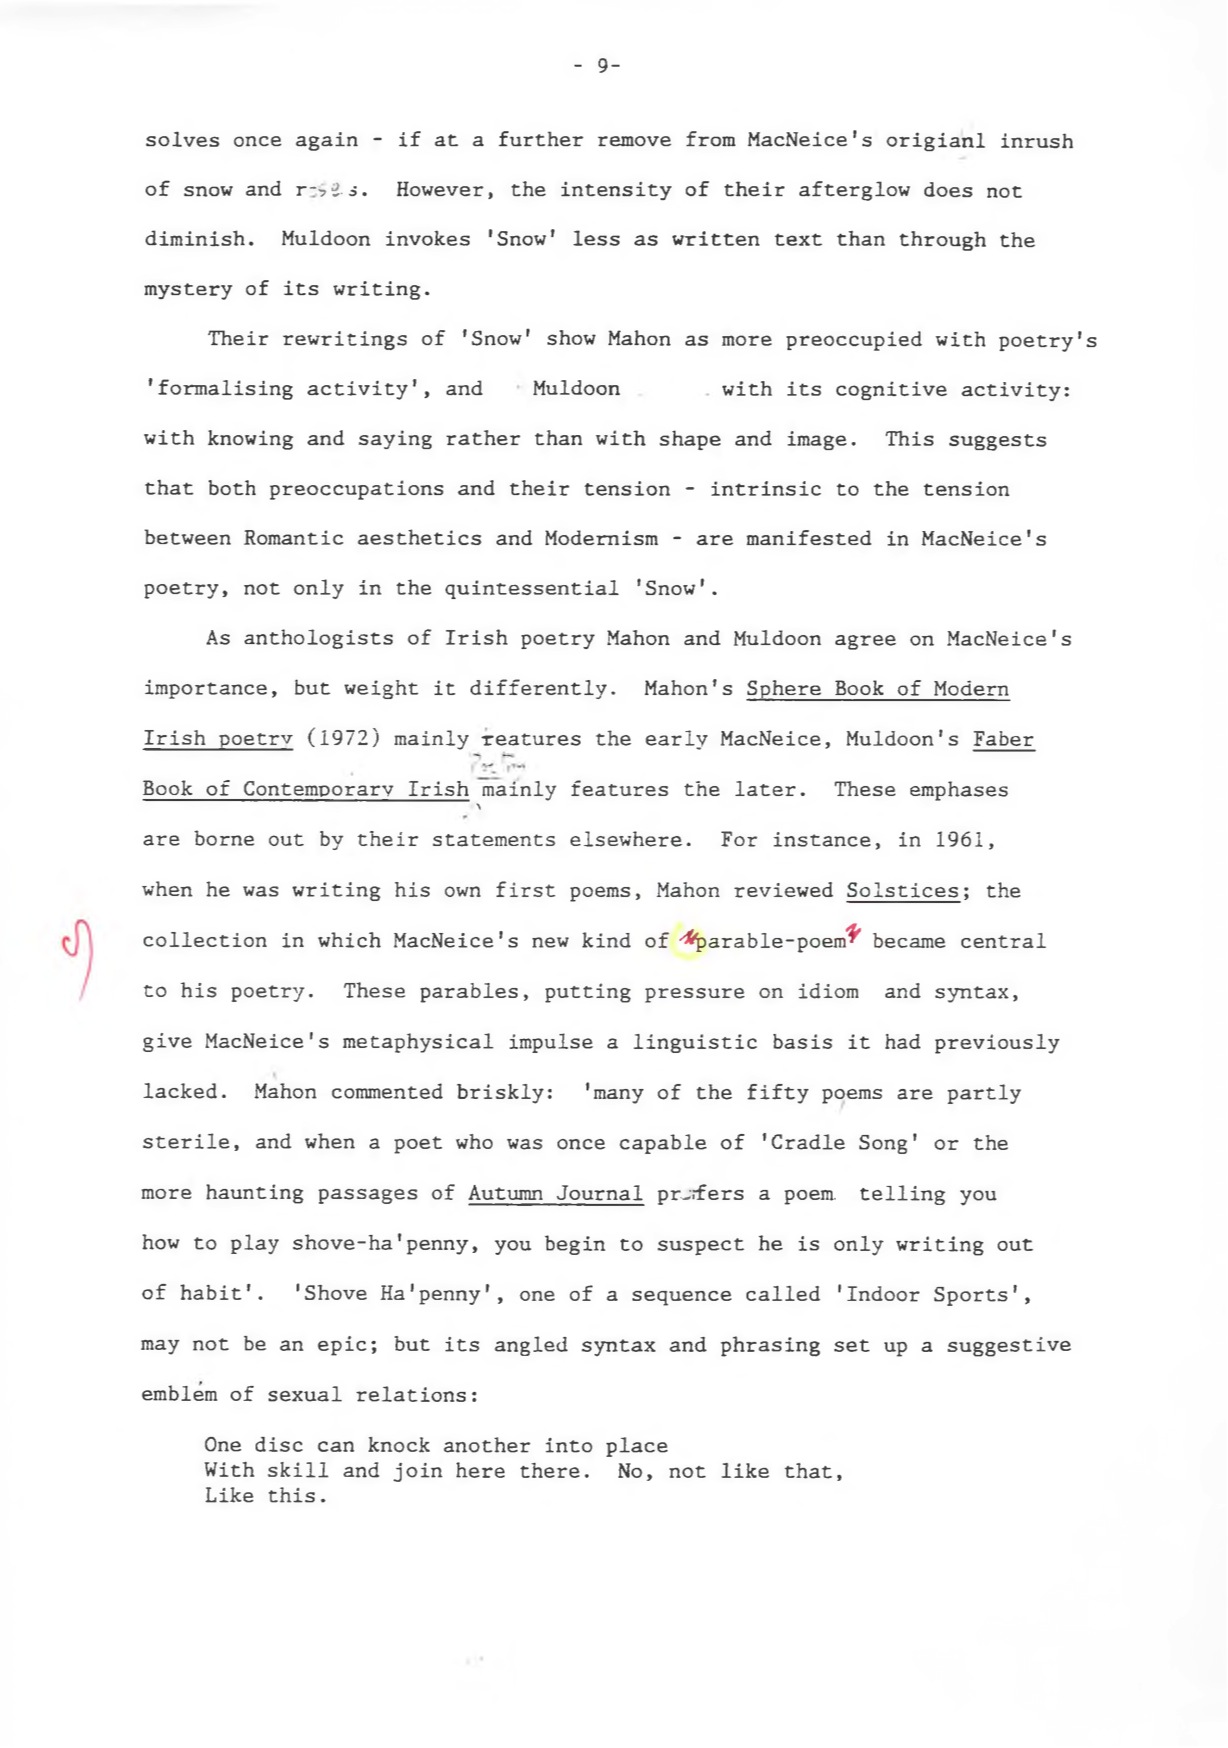 - 9-
solves once again - if at a further remove from MacNeice's origianl inrush
of snow and roses. However, the intensity of their afterglow does not
diminish. Muldoon invokes 'Snow' less as written text than through the
mystery of its writing.
Their rewritings of 'Snow' show Mahon as more preoccupied with poetry's
'formalising activity', and Muldoon with its cognitive activity:
with knowing and saying rather than with shape and image. This suggests
that both preoccupations and their tension - intrinsic to the tension
between Romantic aesthetics and Modernism - are manifested in MacNeice's
poetry, not only in the quintessential 'Snow'.
As anthologists of Irish poetry Mahon and Muldoon agree on MacNeice's
importance, but weight it differently. Mahon's Sphere Book of Modern
Irish poetry (1972) mainly features the early MacNeice, Muldoon's Faber
Poetry
Book of Contemporary Irish mainly features the later. These emphases
are borne out by their statements elsewhere. For instance, in 1961,
when he was writing his own first poems, Mahon reviewed Solstices; the
collection in which MacNeice's new kind of parable-poem became central
to his poetry. These parables, putting pressure on idiom and syntax,
give MacNeice's metaphysical impulse a linguistic basis it had previously
lacked. Mahon commented briskly: 'many of the fifty poems are partly
sterile, and when a poet who was once capable of 'Cradle Song' or the
more haunting passages of Autumn Journal prefers a poem telling you
how to play shove-ha'penny, you begin to suspect he is only writing out
of habit'. 'Shove Ha'penny', one of a sequence called 'Indoor Sports',
may not be an epic; but its angled syntax and phrasing set up a suggestive
emblem of sexual relations:
One disc can knock another into place
With skill and join here there. No, not like that,
Like this.